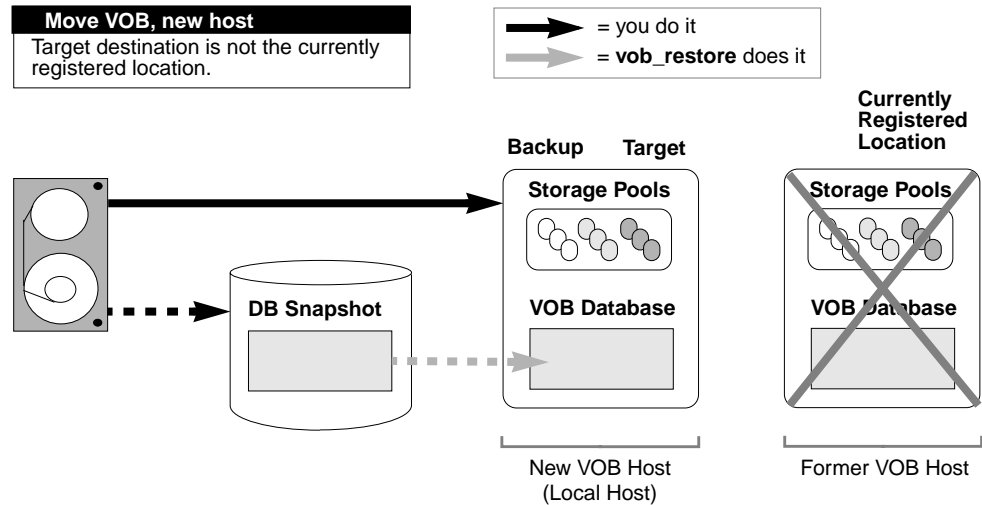 Move VOB, new host
Target destination is not the currently
registered location.
= you do it
= vob_restore does it
Currently
Registered
Location
Backup Target
Storage Pools
Storage Pools
DB Snapshot
VOB Database
VOB Database
New VOB Host
(Local Host)
Former VOB Host